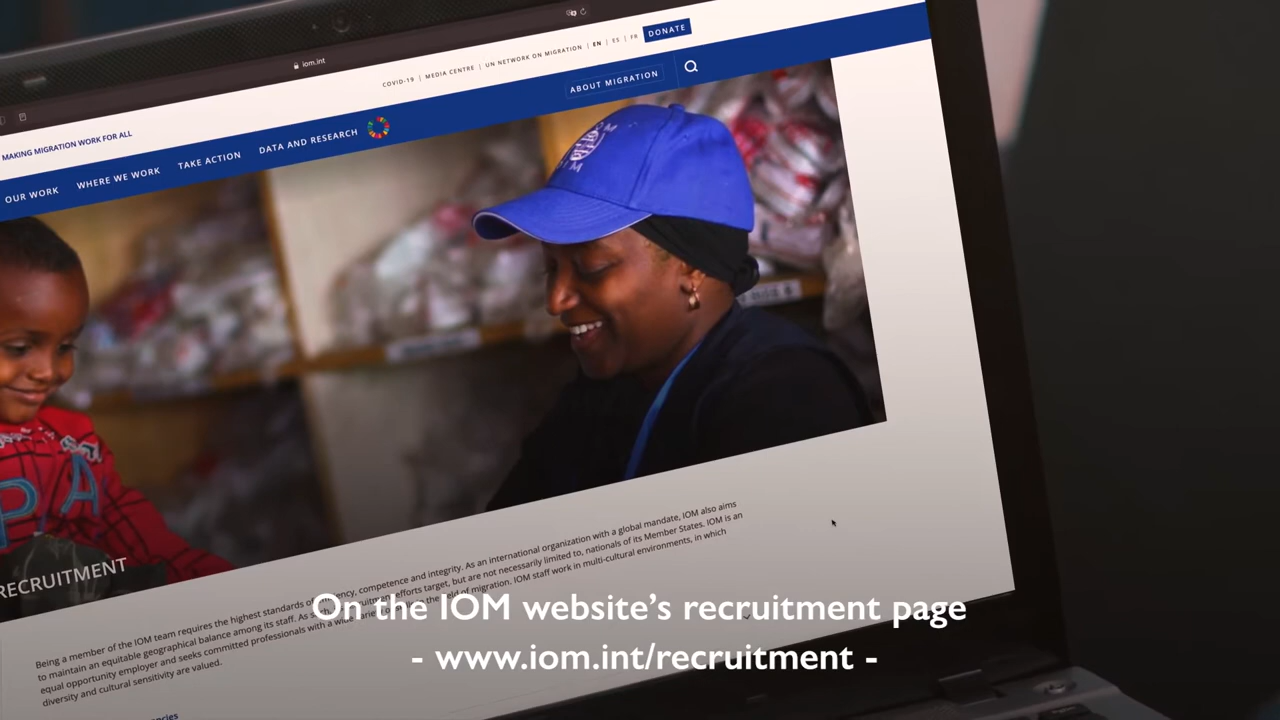 iom.int
COVID-19 | MEDIA CENTRE | UN NETWORK ON MIGRATION | EN | ES | FR DONATE
MAKING MIGRATION WORK FOR ALL
ABOUT MIGRATION
OUR WORK WHERE WE WORK TAKE ACTION DATA AND RESEARCH
IOM
OIM
PA
RECRUITMENT
Being a member of the IOM team requires the highest standards of efficiency, competence and integrity. As an international organization with a global mandate, IOM also aims
to maintain an equitable geographical balance among its staff. As such, recruitment efforts target, but are not necessarily limited to, nationals of its Member States. IOM is an
equal opportunity employer and seeks committed professionals with a wide the field of migration. IOM staff work in multi-cultural environments, in which
diversity and cultural sensitivity are valued.
On the IOM website's recruitment page
- www.iom.int/recruitment -